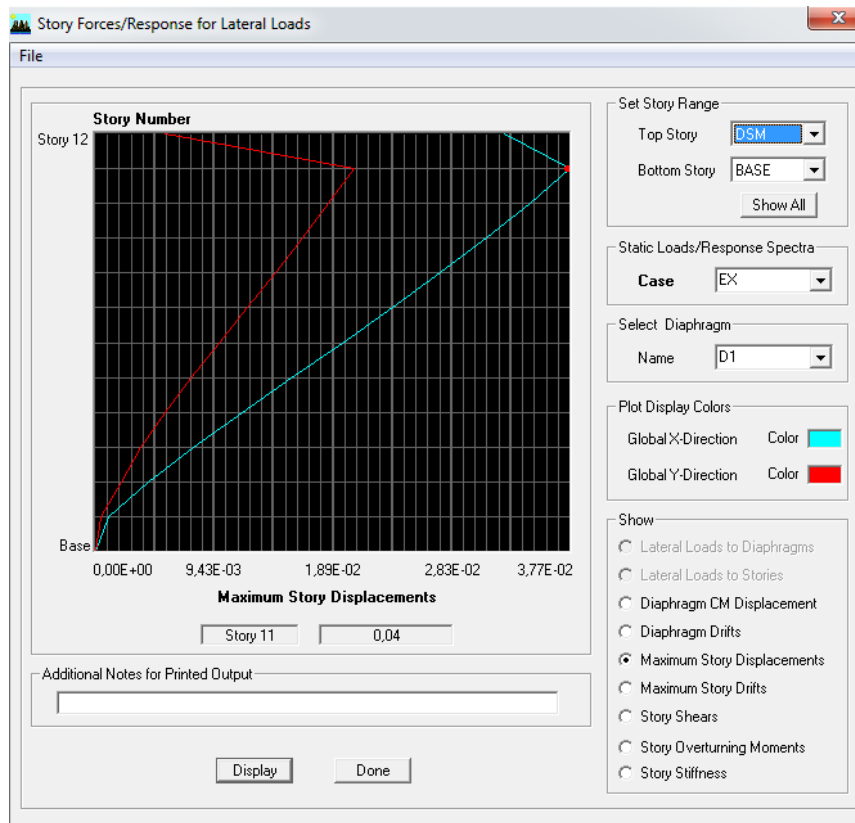 Story Forces/Response for Lateral Loads
File
Story Number
Story 12
Base
0,00E+00 9,43E-03 1,89E-02 2,83E-02 3,77E-02
Maximum Story Displacements
Story 11 0,04
Additional Notes for Printed Output
Display Done
Set Story Range
Top Story DSM
Bottom Story BASE
Show All
Static Loads/Response Spectra
Case EX
Select Diaphragm
Name D1
Plot Display Colors
Global X-Direction Color
Global Y-Direction Color
Show
Lateral Loads to Diaphragms
Lateral Loads to Stories
Diaphragm CM Displacement
Diaphragm Drifts
Maximum Story Displacements
Maximum Story Drifts
Story Shears
Story Overturning Moments
Story Stiffness